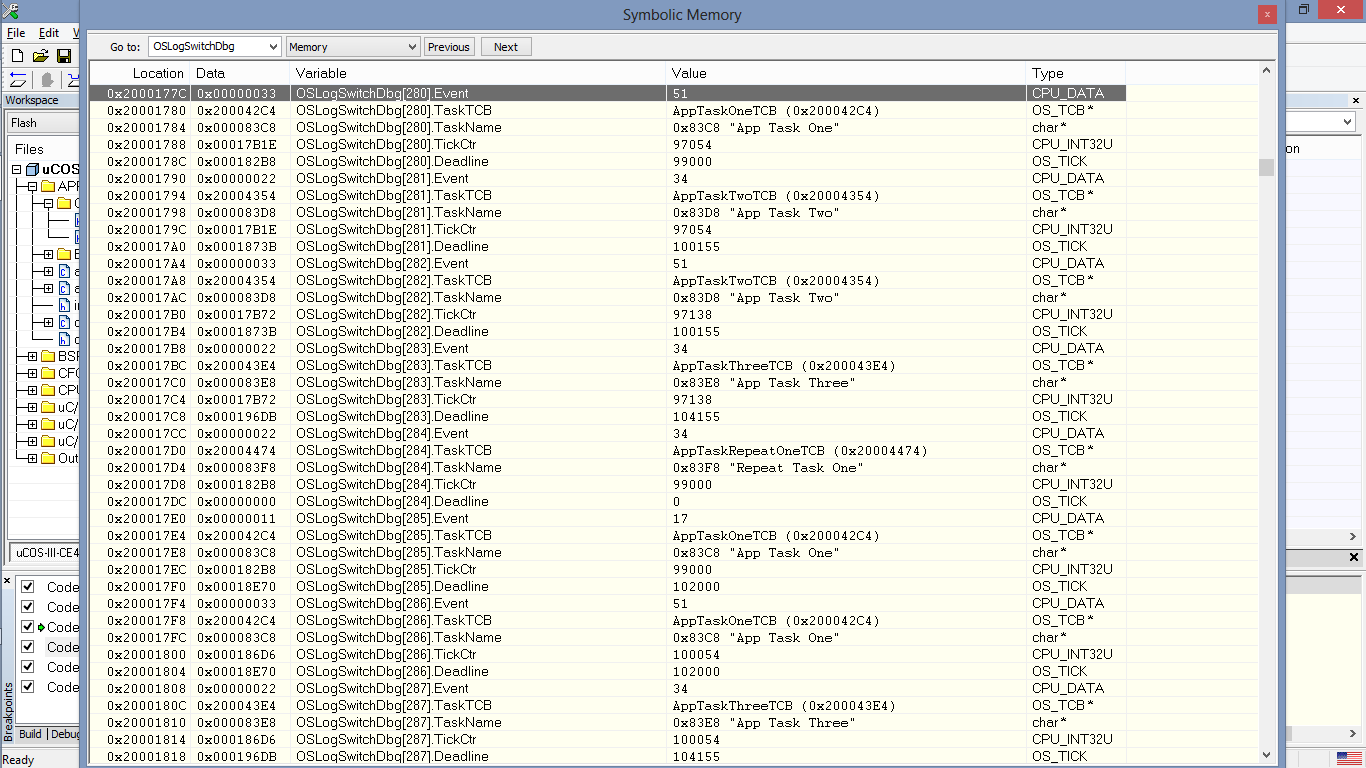 Symbolic Memory
File Edit V
Go to: OSLogSwitchDbg Memory Previous Next
Workspace
Flash
Files
uCOS
APF
C
B
a
a
in
o
o
BSF
CFG
CPU
uC/
uC/
uC/
Out
uCOS-III-CE4
Location Data Variable Value Type
0x2000177C 0x00000033 OSLogSwitchDbg[280].Event 51 CPU_DATA
0x20001780 0x200042C4 OSLogSwitchDbg[280].TaskTCB AppTaskOneTCB (0x200042C4) OS_TCB*
0x20001784 0x000083C8 OSLogSwitchDbg[280].TaskName 0x83C8 "App Task One" char*
0x20001788 0x00017B1E OSLogSwitchDbg[280].TickCtr 97054 CPU_INT32U
0x2000178C 0x000182B8 OSLogSwitchDbg[280].Deadline 99000 OS_TICK
0x20001790 0x00000022 OSLogSwitchDbg[281].Event 34 CPU_DATA
0x20001794 0x20004354 OSLogSwitchDbg[281].TaskTCB AppTaskTwoTCB (0x20004354) OS_TCB*
0x20001798 0x000083D8 OSLogSwitchDbg[281].TaskName 0x83D8 "App Task Two" char*
0x2000179C 0x00017B1E OSLogSwitchDbg[281].TickCtr 97054 CPU_INT32U
0x200017A0 0x0001873B OSLogSwitchDbg[281].Deadline 100155 OS_TICK
0x200017A4 0x00000033 OSLogSwitchDbg[282].Event 51 CPU_DATA
0x200017A8 0x20004354 OSLogSwitchDbg[282].TaskTCB AppTaskTwoTCB (0x20004354) OS_TCB*
0x200017AC 0x000083D8 OSLogSwitchDbg[282].TaskName 0x83D8 "App Task Two" char*
0x200017B0 0x00017B72 OSLogSwitchDbg[282].TickCtr 97138 CPU_INT32U
0x200017B4 0x0001873B OSLogSwitchDbg[282].Deadline 100155 OS_TICK
0x200017B8 0x00000022 OSLogSwitchDbg[283].Event 34 CPU_DATA
0x200017BC 0x200043E4 OSLogSwitchDbg[283].TaskTCB AppTaskThreeTCB (0x200043E4) OS_TCB*
0x200017C0 0x000083E8 OSLogSwitchDbg[283].TaskName 0x83E8 "App Task Three" char*
0x200017C4 0x00017B72 OSLogSwitchDbg[283].TickCtr 97138 CPU_INT32U
0x200017C8 0x000196DB OSLogSwitchDbg[283].Deadline 104155 OS_TICK
0x200017CC 0x00000022 OSLogSwitchDbg[284].Event 34 CPU_DATA
0x200017D0 0x20004474 OSLogSwitchDbg[284].TaskTCB AppTaskRepeatOneTCB (0x20004474) OS_TCB*
0x200017D4 0x000083F8 OSLogSwitchDbg[284].TaskName 0x83F8 "Repeat Task One" char*
0x200017D8 0x000182B8 OSLogSwitchDbg[284].TickCtr 99000 CPU_INT32U
0x200017DC 0x00000000 OSLogSwitchDbg[284].Deadline 0 OS_TICK
0x200017E0 0x00000011 OSLogSwitchDbg[285].Event 17 CPU_DATA
0x200017E4 0x200042C4 OSLogSwitchDbg[285].TaskTCB AppTaskOneTCB (0x200042C4) OS_TCB*
0x200017E8 0x000083C8 OSLogSwitchDbg[285].TaskName 0x83C8 "App Task One" char*
0x200017EC 0x000182B8 OSLogSwitchDbg[285].TickCtr 99000 CPU_INT32U
0x200017F0 0x00018E70 OSLogSwitchDbg[285].Deadline 102000 OS_TICK
0x200017F4 0x00000033 OSLogSwitchDbg[286].Event 51 CPU_DATA
0x200017F8 0x200042C4 OSLogSwitchDbg[286].TaskTCB AppTaskOneTCB (0x200042C4) OS_TCB*
0x200017FC 0x000083C8 OSLogSwitchDbg[286].TaskName 0x83C8 "App Task One" char*
0x20001800 0x000186D6 OSLogSwitchDbg[286].TickCtr 100054 CPU_INT32U
0x20001804 0x00018E70 OSLogSwitchDbg[286].Deadline 102000 OS_TICK
0x20001808 0x00000022 OSLogSwitchDbg[287].Event 34 CPU_DATA
0x2000180C 0x200043E4 OSLogSwitchDbg[287].TaskTCB AppTaskThreeTCB (0x200043E4) OS_TCB*
0x20001810 0x000083E8 OSLogSwitchDbg[287].TaskName 0x83E8 "App Task Three" char*
0x20001814 0x000186D6 OSLogSwitchDbg[287].TickCtr 100054 CPU_INT32U
0x20001818 0x000196DB OSLogSwitchDbg[287].Deadline 104155 OS_TICK
on
Code
Code
Code
Code
Code
Code
Breakpoints
Build Debu
Ready